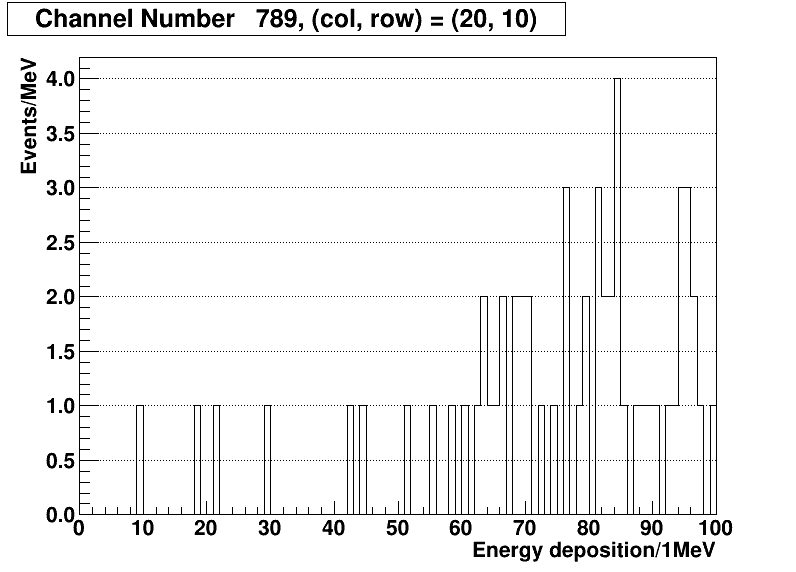 Channel Number   789, (col, row) = (20, 10)
Events/MeV
4.0
3.5
3.0
2.5
2.0
1.5
1.0
0.5
0.0
0 10 20 30 40 50 60 70 80 90 100
Energy deposition/1MeV